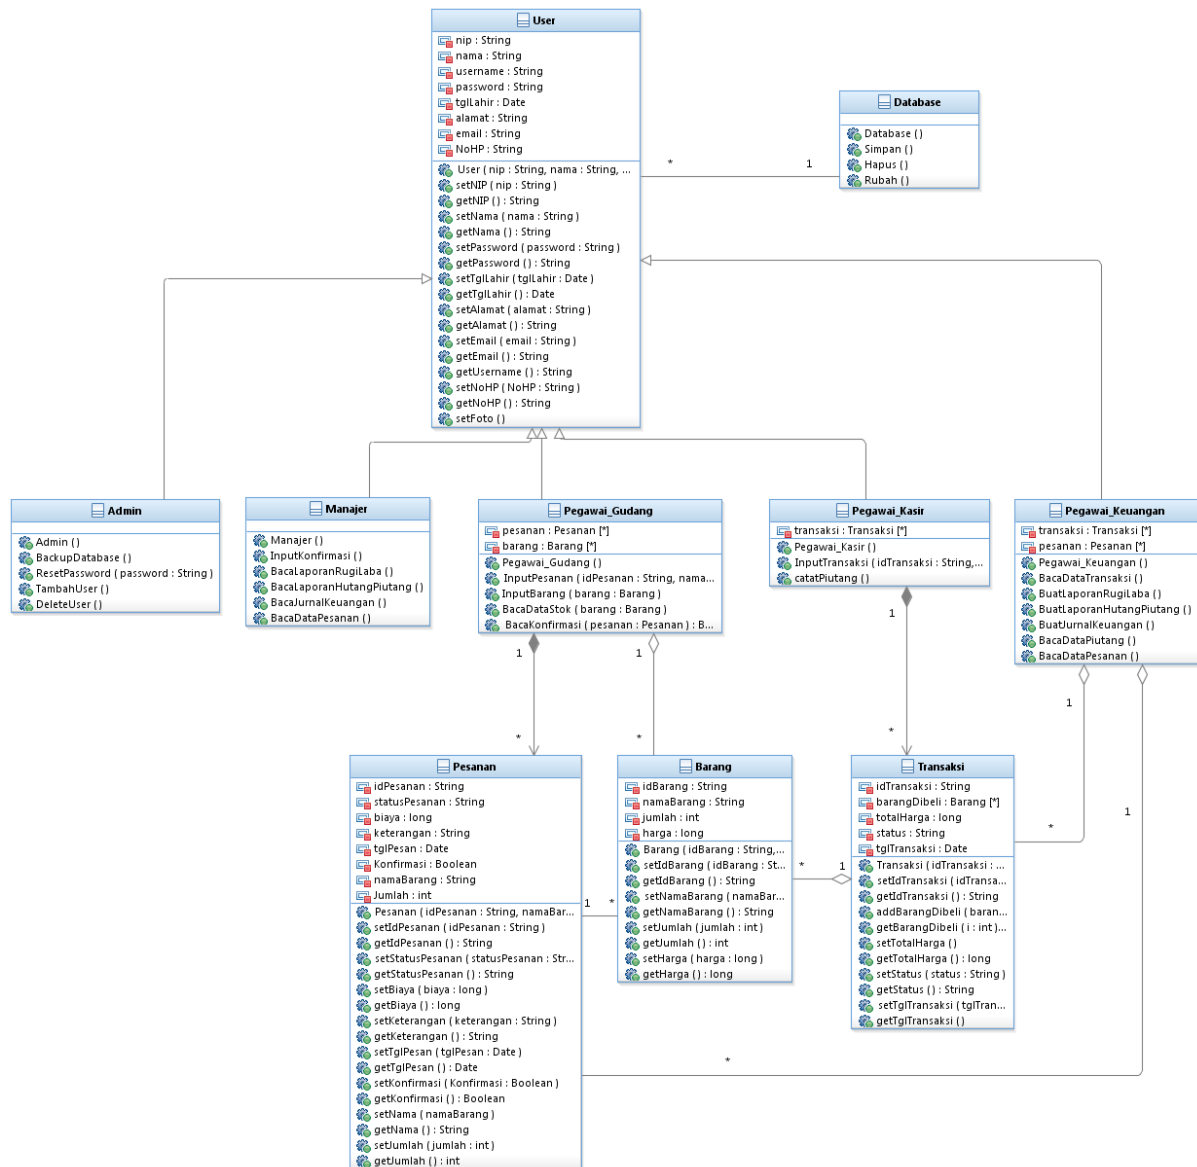 User
nip : String
nama : String
username : String
password : String
tglLahir : Date
alamat : String
email : String
NoHP : String
User ( nip : String, nama : String, ...
setNIP ( nip : String )
getNIP ( ) : String
setNama ( nama : String )
getNama ( ) : String
setPassword ( password : String )
getPassword ( ) : String
setTglLahir ( tglLahir : Date )
getTglLahir ( ) : Date
setAlamat ( alamat : String )
getAlamat ( ) : String
setEmail ( email : String )
getEmail ( ) : String
getUsername ( ) : String
setNoHP ( NoHP : String )
getNoHP ( ) : String
setFoto ( )
Database
Database ( )
Simpan ( )
Hapus ( )
Rubah ( )
*
1
Admin
Admin ( )
BackupDatabase ( )
ResetPassword ( password : String )
TambahUser ( )
DeleteUser ( )
Manajer
Manajer ( )
InputKonfirmasi ( )
BacaLaporanRugiLaba ( )
BacaLaporanHutangPiutang ( )
BacaJurnalKeuangan ( )
BacaDataPesanan ( )
Pegawai_Gudang
pesanan : Pesanan [*]
barang : Barang [*]
Pegawai_Gudang ( )
InputPesanan ( idPesanan : String, nama...
InputBarang ( barang : Barang )
BacaDataStok ( barang : Barang )
BacaKonfirmasi ( pesanan : Pesanan ) : B...
Pegawai_Kasir
transaksi : Transaksi [*]
Pegawai_Kasir ( )
InputTransaksi ( idTransaksi : String,...
catatPiutang ( )
Pegawai_Keuangan
transaksi : Transaksi [*]
pesanan : Pesanan [*]
Pegawai_Keuangan ( )
BacaDataTransaksi ( )
BuatLaporanRugiLaba ( )
BuatLaporanHutangPiutang ( )
BuatJurnalKeuangan ( )
BacaDataPiutang ( )
BacaDataPesanan ( )
1
1
1
1
1
*
*
*
*
*
Pesanan
idPesanan : String
statusPesanan : String
biaya : long
keterangan : String
tglPesan : Date
Konfirmasi : Boolean
namaBarang : String
Jumlah : int
Pesanan ( idPesanan : String, namaBar...
setIdPesanan ( idPesanan : String )
getIdPesanan ( ) : String
setStatusPesanan ( statusPesanan : Str...
getStatusPesanan ( ) : String
setBiaya ( biaya : long )
getBiaya ( ) : long
setKeterangan ( keterangan : String )
getKeterangan ( ) : String
setTglPesan ( tglPesan : Date )
getTglPesan ( ) : Date
setKonfirmasi ( Konfirmasi : Boolean )
getKonfirmasi ( ) : Boolean
setNama ( namaBarang )
getNama ( ) : String
setJumlah ( jumlah : int )
getJumlah ( ) : int
1
*
Barang
idBarang : String
namaBarang : String
jumlah : int
harga : long
Barang ( idBarang : String,...
setIdBarang ( idBarang : St...
getIdBarang ( ) : String
setNamaBarang ( namaBar...
getNamaBarang ( ) : String
setJumlah ( jumlah : int )
getJumlah ( ) : int
setHarga ( harga : long )
getHarga ( ) : long
*
1
Transaksi
idTransaksi : String
barangDibeli : Barang [*]
totalHarga : long
status : String
tglTransaksi : Date
Transaksi ( idTransaksi : ...
setIdTransaksi ( idTransa...
getIdTransaksi ( ) : String
addBarangDibeli ( baran...
getBarangDibeli ( i : int )...
setTotalHarga ( )
getTotalHarga ( ) : long
setStatus ( status : String )
getStatus ( ) : String
setTglTransaksi ( tglTran...
getTglTransaksi ( )